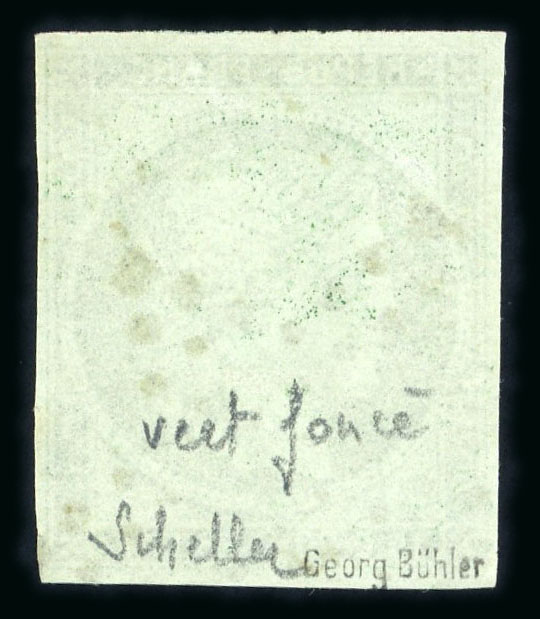 vert foncé
Scheller
Georg Bühler